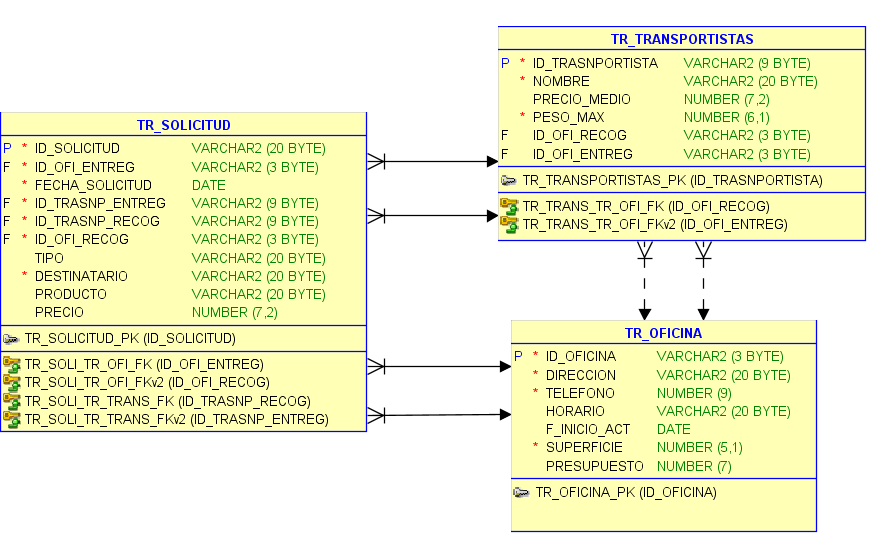 TR_SOLICITUD
P * ID_SOLICITUD VARCHAR2 (20 BYTE)
F * ID_OFI_ENTREG VARCHAR2 (3 BYTE)
* FECHA_SOLICITUD DATE
F * ID_TRASNP_ENTREG VARCHAR2 (9 BYTE)
F * ID_TRASNP_RECOG VARCHAR2 (9 BYTE)
F * ID_OFI_RECOG VARCHAR2 (3 BYTE)
TIPO VARCHAR2 (20 BYTE)
* DESTINATARIO VARCHAR2 (20 BYTE)
PRODUCTO VARCHAR2 (20 BYTE)
PRECIO NUMBER (7,2)
TR_SOLICITUD_PK (ID_SOLICITUD)
TR_SOLI_TR_OFI_FK (ID_OFI_ENTREG)
TR_SOLI_TR_OFI_FKv2 (ID_OFI_RECOG)
TR_SOLI_TR_TRANS_FK (ID_TRASNP_RECOG)
TR_SOLI_TR_TRANS_FKv2 (ID_TRASNP_ENTREG)
TR_TRANSPORTISTAS
P * ID_TRASNPORTISTA VARCHAR2 (9 BYTE)
* NOMBRE VARCHAR2 (20 BYTE)
PRECIO_MEDIO NUMBER (7,2)
* PESO_MAX NUMBER (6,1)
F ID_OFI_RECOG VARCHAR2 (3 BYTE)
F ID_OFI_ENTREG VARCHAR2 (3 BYTE)
TR_TRANSPORTISTAS_PK (ID_TRASNPORTISTA)
TR_TRANS_TR_OFI_FK (ID_OFI_RECOG)
TR_TRANS_TR_OFI_FKv2 (ID_OFI_ENTREG)
TR_OFICINA
P * ID_OFICINA VARCHAR2 (3 BYTE)
* DIRECCION VARCHAR2 (20 BYTE)
* TELEFONO NUMBER (9)
HORARIO VARCHAR2 (20 BYTE)
F_INICIO_ACT DATE
* SUPERFICIE NUMBER (5,1)
PRESUPUESTO NUMBER (7)
TR_OFICINA_PK (ID_OFICINA)